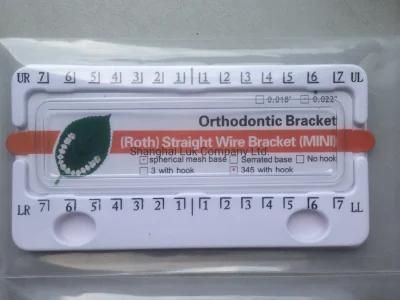 UR 7 6 5 4 3 2 1 1 2 3 4 5 6 7 UL
0.018" 0.022"
Orthodontic Bracket
(Roth) Straight Wire Bracket (MINI)
Shanghai Luk Company Ltd.
spherical mesh base Serrated base No hook
3 with hook 345 with hook
LR 7 6 5 4 3 2 1 1 2 3 4 5 6 7 LL